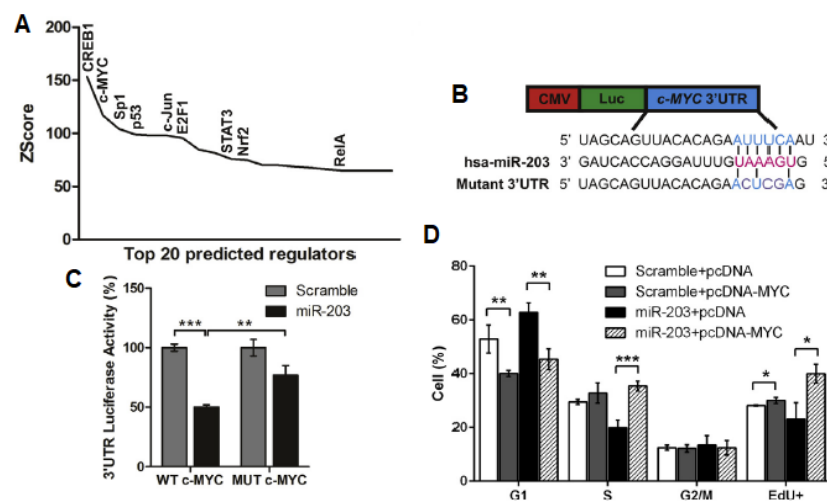 A
ZScore
200
150
100
50
0
CREB1
c-MYC
Sp1
p53
c-Jun
E2F1
STAT3
Nrf2
RelA
Top 20 predicted regulators
B
CMV Luc c-MYC 3'UTR
5' UAGCAGUUACACAGAAUUUCAAU 3'
hsa-miR-203 3' GAUCACCAGGAUUUGUAAAGUG 5
Mutant 3'UTR 5' UAGCAGUUACACAGAACUCGAG 3
C
3'UTR Luciferase Activity (%)
150
100
50
0
Scramble
miR-203
***
**
WT c-MYC MUT c-MYC
D
Cell (%)
80
60
40
20
0
Scramble+pcDNA
Scramble+pcDNA-MYC
miR-203+pcDNA
miR-203+pcDNA-MYC
**
**
***
*
*
G1 S G2/M EdU+